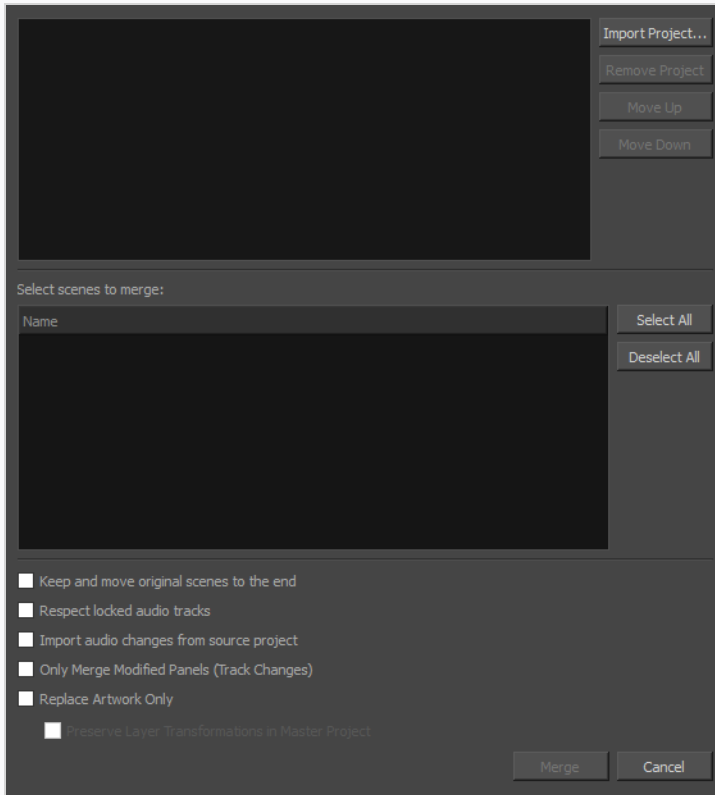 Import Project...
Remove Project
Move Up
Move Down
Select scenes to merge:
Name
Select All
Deselect All
Keep and move original scenes to the end
Respect locked audio tracks
Import audio changes from source project
Only Merge Modified Panels (Track Changes)
Replace Artwork Only
Preserve Layer Transformations in Master Project
Merge
Cancel